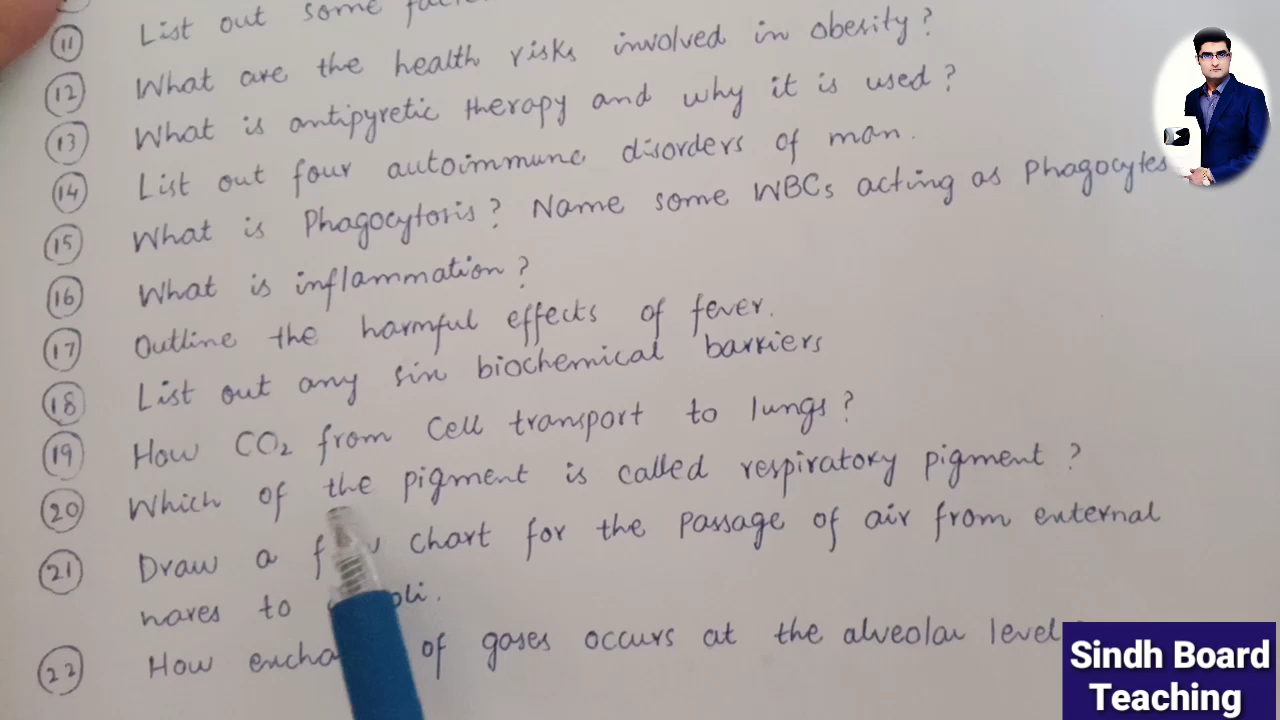 11 List out some
12 What are the health risks involved in obesity?
13 What is antipyretic therapy and why it is used?
14 List out four autoimmune disorders of man.
15 What is Phagocytosis? Name some WBCs acting as Phagocytes
16 What is inflammation?
17 Outline the harmful effects of fever.
18 List out any six biochemical barriers
19 How CO2 from Cell transport to lungs?
20 Which of the pigment is called respiratory pigment?
21 Draw a chart for the Passage of air from external
nares to
22 How of gases occurs at the alveolar level
Sindh Board
Teaching